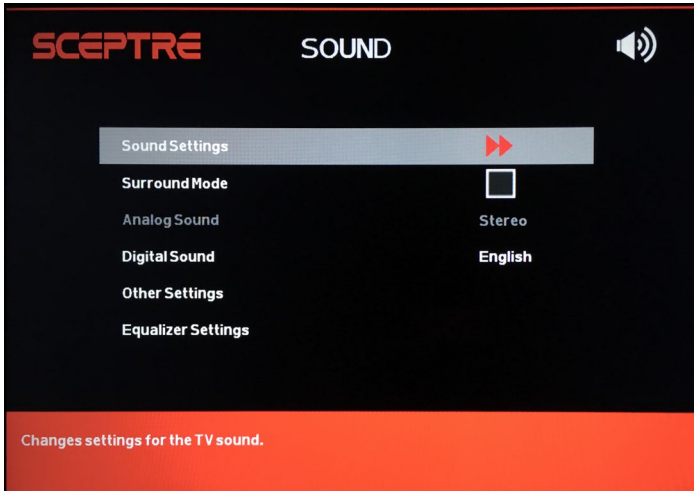 SCEPTRE SOUND
Sound Settings
Surround Mode
Analog Sound Stereo
Digital Sound English
Other Settings
Equalizer Settings
Changes settings for the TV sound.